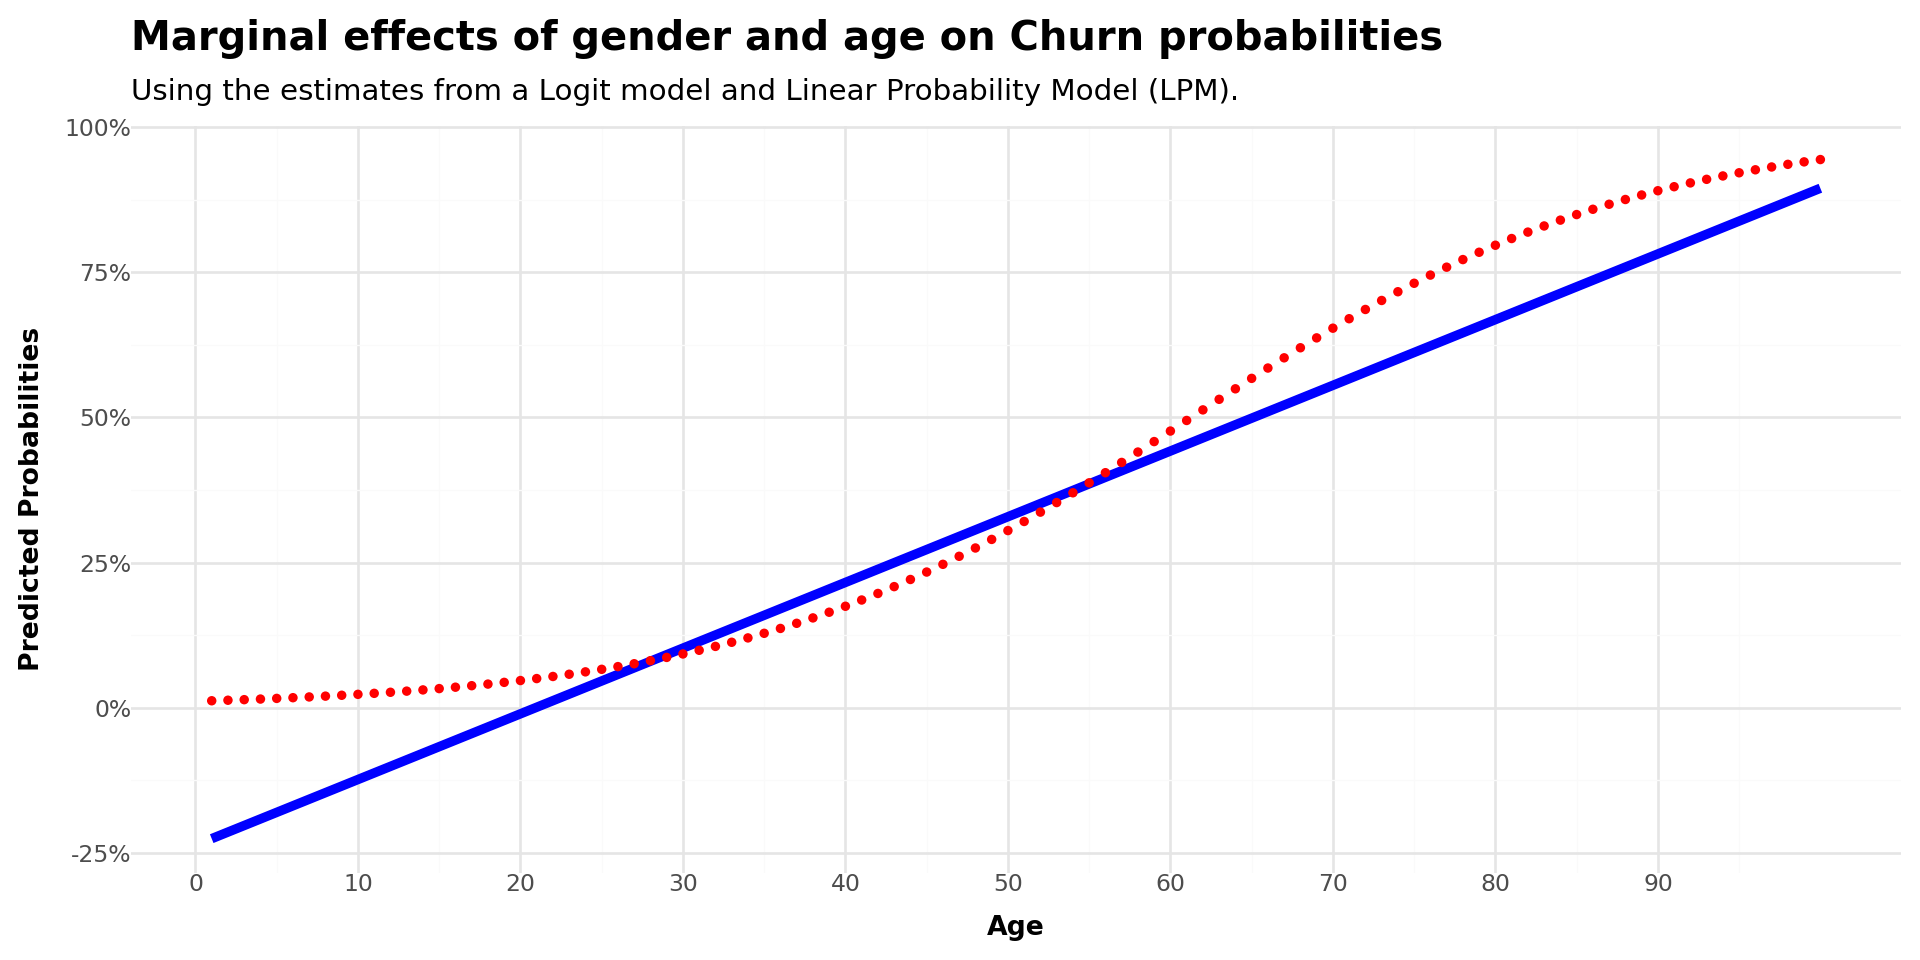 Marginal effects of gender and age on Churn probabilities
Using the estimates from a Logit model and Linear Probability Model (LPM).
100%
75%
50%
25%
0%
-25%
Predicted Probabilities
0 10 20 30 40 50 60 70 80 90
Age